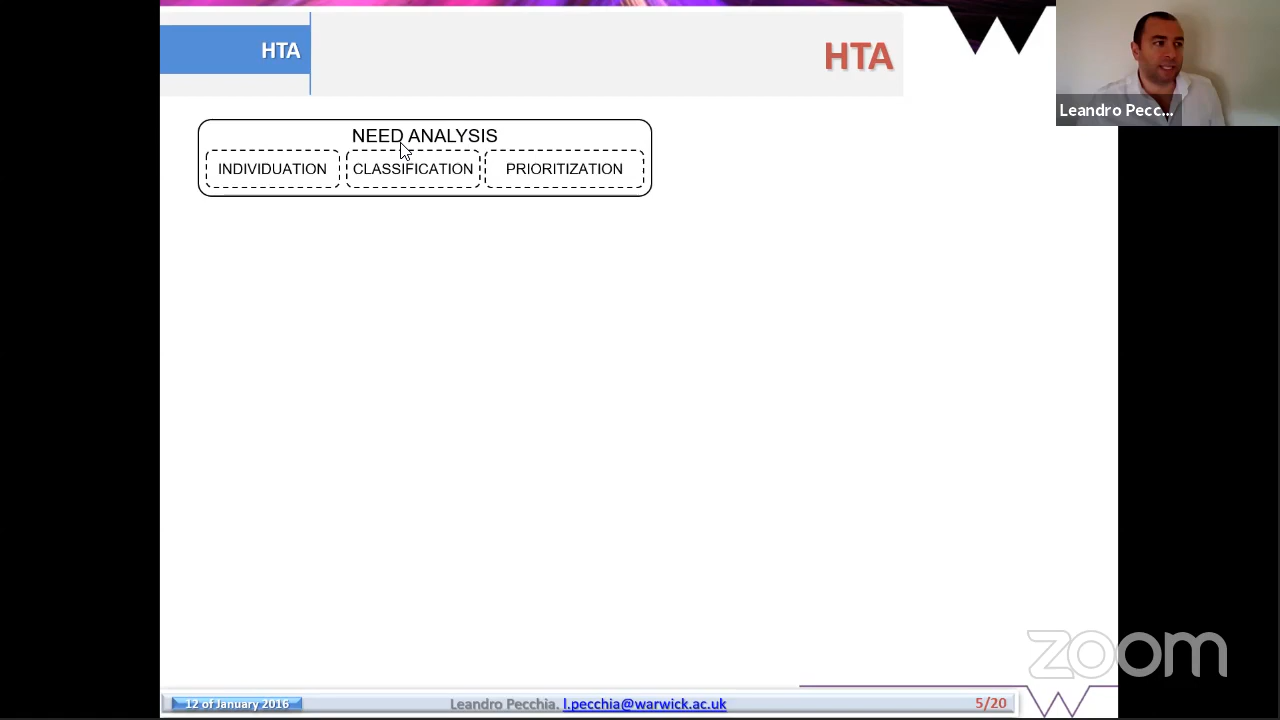 HTA
HTA
Leandro Pecc...
NEED ANALYSIS
INDIVIDUATION CLASSIFICATION PRIORITIZATION
zoom
12 of January 2016 Leandro Pecchia. l.pecchia@warwick.ac.uk 5/20